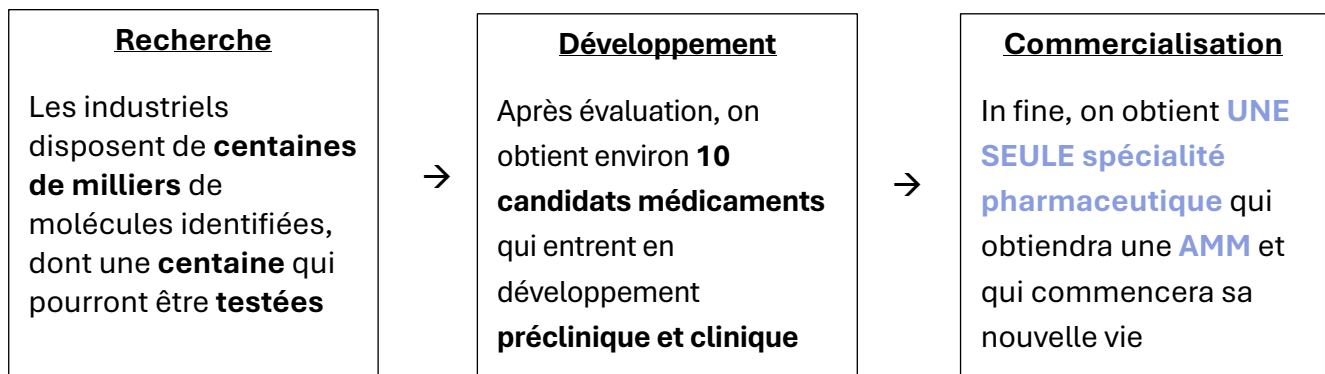 Recherche
Les industriels
disposent de centaines
de milliers de
molécules identifiées,
dont une centaine qui
pourront être testées
→
Développement
Après évaluation, on
obtient environ 10
candidats médicaments
qui entrent en
développement
préclinique et clinique
→
Commercialisation
In fine, on obtient UNE
SEULE spécialité
pharmaceutique qui
obtiendra une AMM et
qui commencera sa
nouvelle vie